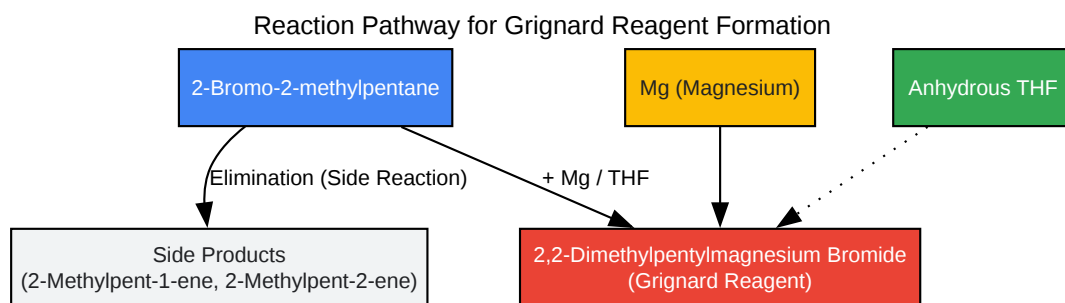 Reaction Pathway for Grignard Reagent Formation
2-Bromo-2-methylpentane
Mg (Magnesium)
Anhydrous THF
Elimination (Side Reaction)
+ Mg / THF
Side Products
(2-Methylpent-1-ene, 2-Methylpent-2-ene)
2,2-Dimethylpentylmagnesium Bromide
(Grignard Reagent)